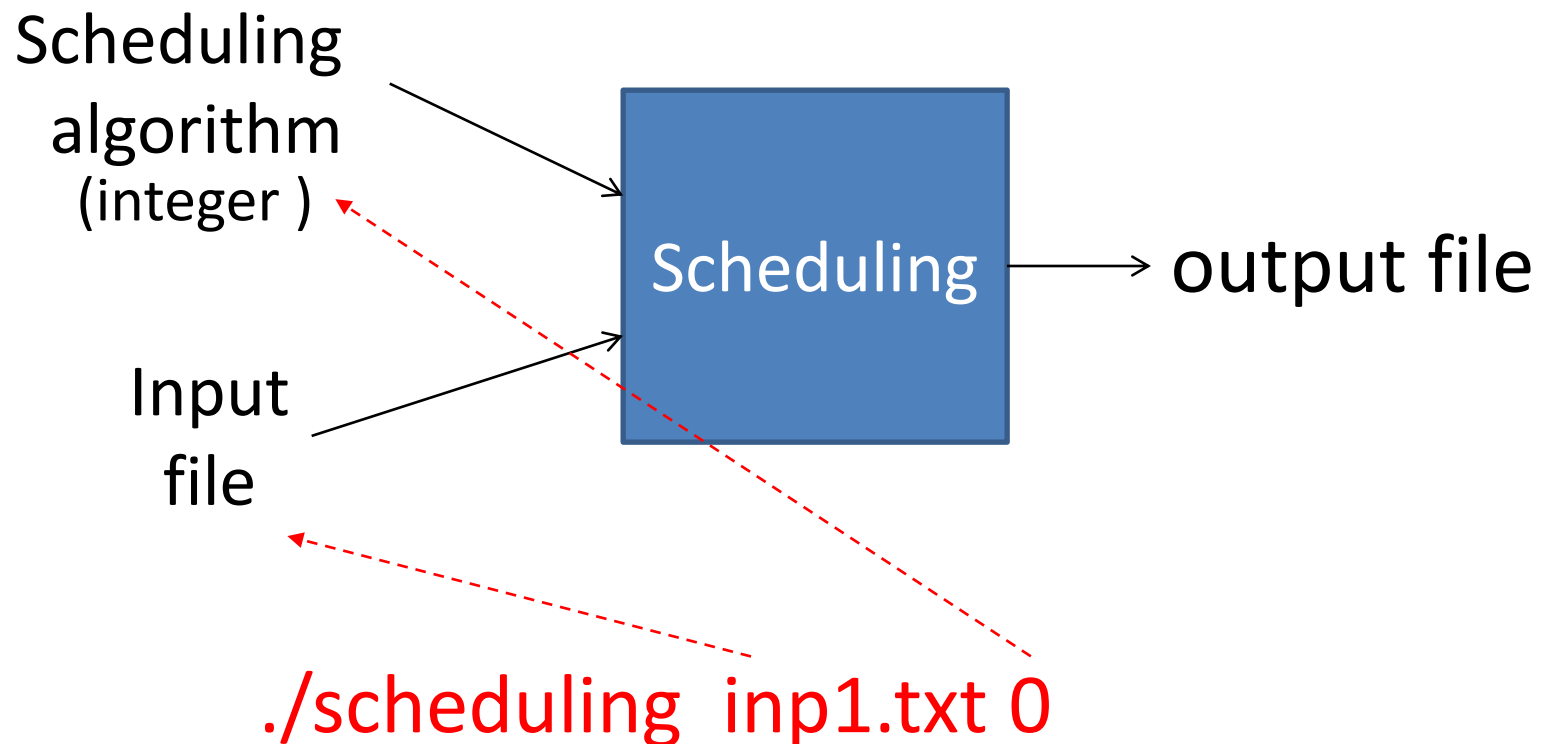 Scheduling
algorithm
(integer )
Scheduling
output file
Input
file
./scheduling inp1.txt 0